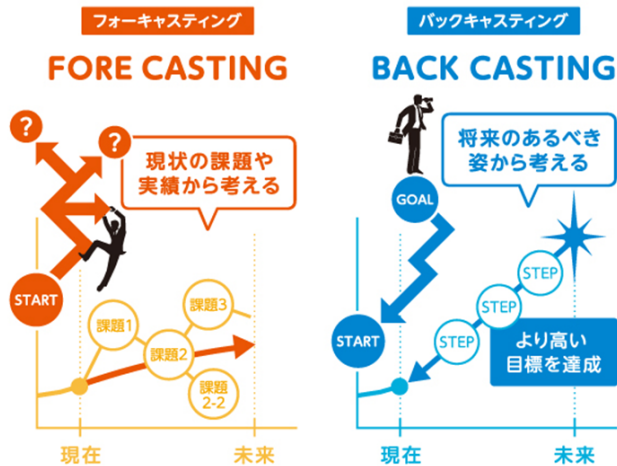 フォーキャスティング
FORE CASTING
?
?
現状の課題や
実績から考える
START
課題1
課題2
課題3
課題
2-2
現在
未来
バックキャスティング
BACK CASTING
将来のあるべき
姿から考える
GOAL
START
STEP
STEP
STEP
より高い
目標を達成
現在
未来